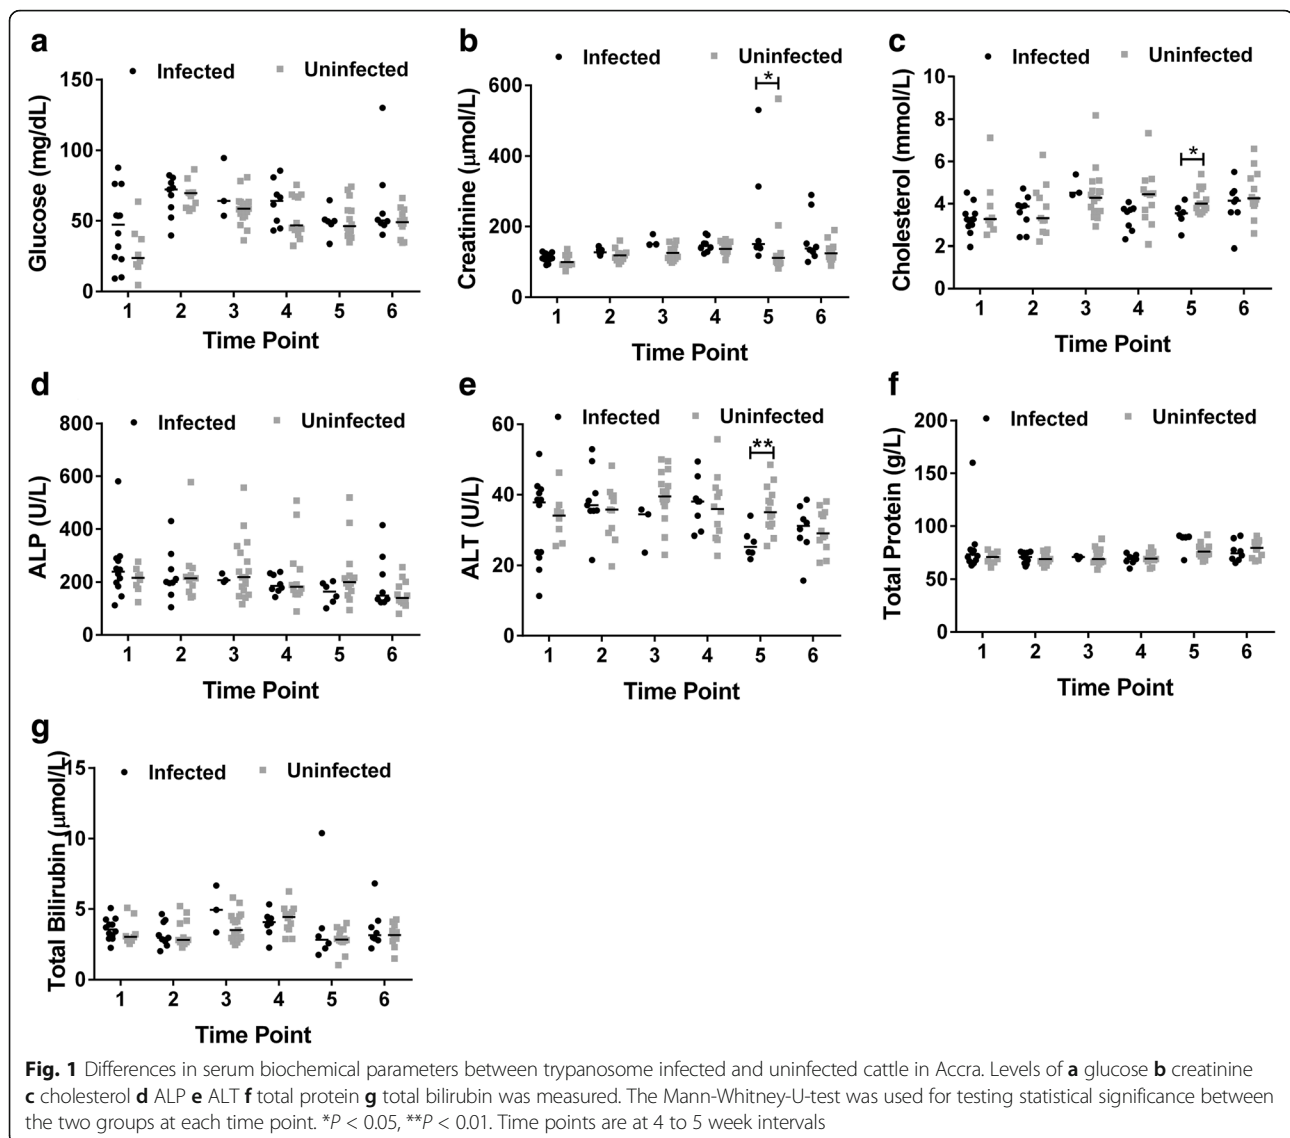 a
Infected
Uninfected
Glucose (mg/dL)
150
100
50
0
1 2 3 4 5 6
Time Point
b
Infected
Uninfected
Creatinine (μmol/L)
600
400
200
0
*
1 2 3 4 5 6
Time Point
c
Infected
Uninfected
Cholesterol (mmol/L)
10
8
6
4
2
0
*
1 2 3 4 5 6
Time Point
d
Infected
Uninfected
ALP (U/L)
800
600
400
200
0
1 2 3 4 5 6
Time Point
e
Infected
Uninfected
ALT (U/L)
60
40
20
0
**
1 2 3 4 5 6
Time Point
f
Infected
Uninfected
Total Protein (g/L)
200
150
100
50
0
1 2 3 4 5 6
Time Point
g
Infected
Uninfected
Total Bilirubin (μmol/L)
15
10
5
0
1 2 3 4 5 6
Time Point
Fig. 1 Differences in serum biochemical parameters between trypanosome infected and uninfected cattle in Accra. Levels of a glucose b creatinine
c cholesterol d ALP e ALT f total protein g total bilirubin was measured. The Mann-Whitney-U-test was used for testing statistical significance between
the two groups at each time point. *P < 0.05, **P < 0.01. Time points are at 4 to 5 week intervals